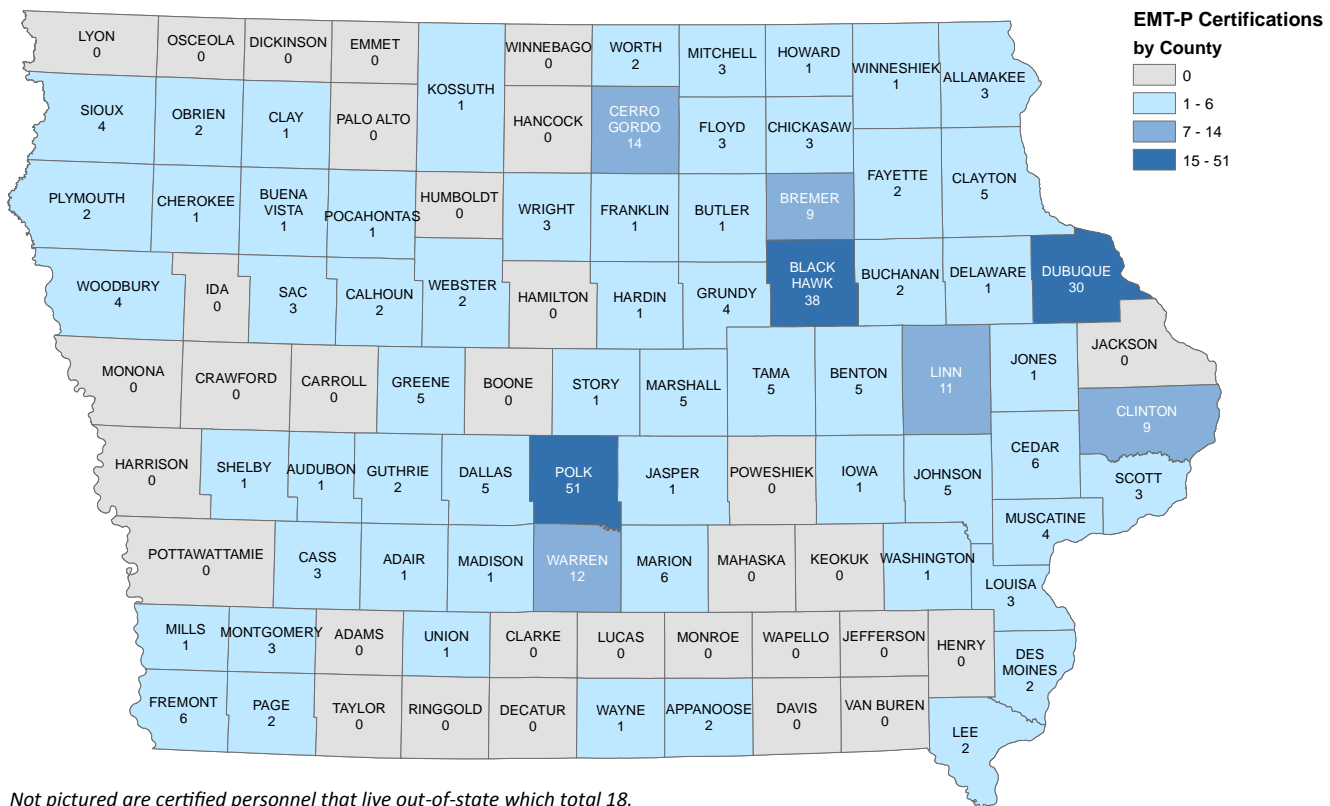 EMT-P Certifications
by County
0
1 - 6
7 - 14
15 - 51
LYON
0
OSCEOLA
0
DICKINSON
0
EMMET
0
KOSSUTH
1
WINNEBAGO
0
WORTH
2
MITCHELL
3
HOWARD
1
WINNESHIEK
1
ALLAMAKEE
3
SIOUX
4
OBRIEN
2
CLAY
1
PALO ALTO
0
HANCOCK
0
CERRO
GORDO
14
FLOYD
3
CHICKASAW
3
PLYMOUTH
2
CHEROKEE
1
BUENA
VISTA
1
POCAHONTAS
1
HUMBOLDT
0
WRIGHT
3
FRANKLIN
1
BUTLER
1
BREMER
9
FAYETTE
2
CLAYTON
5
WOODBURY
4
IDA
0
SAC
3
CALHOUN
2
WEBSTER
2
HAMILTON
0
HARDIN
1
GRUNDY
4
BLACK
HAWK
38
BUCHANAN
2
DELAWARE
1
DUBUQUE
30
MONONA
0
CRAWFORD
0
CARROLL
0
GREENE
5
BOONE
0
STORY
1
MARSHALL
5
TAMA
5
BENTON
5
LINN
11
JONES
1
JACKSON
0
CLINTON
9
HARRISON
0
SHELBY
1
AUDUBON
1
GUTHRIE
2
DALLAS
5
POLK
51
JASPER
1
POWESHIEK
0
IOWA
1
JOHNSON
5
CEDAR
6
SCOTT
3
MUSCATINE
4
POTTAWATTAMIE
0
CASS
3
ADAIR
1
MADISON
1
WARREN
12
MARION
6
MAHASKA
0
KEOKUK
0
WASHINGTON
1
LOUISA
3
MILLS
1
MONTGOMERY
3
ADAMS
0
UNION
1
CLARKE
0
LUCAS
0
MONROE
0
WAPELLO
0
JEFFERSON
0
HENRY
0
DES
MOINES
2
FREMONT
6
PAGE
2
TAYLOR
0
RINGGOLD
0
DECATUR
0
WAYNE
1
APPANOOSE
2
DAVIS
0
VAN BUREN
0
LEE
2
Not pictured are certified personnel that live out-of-state which total 18.